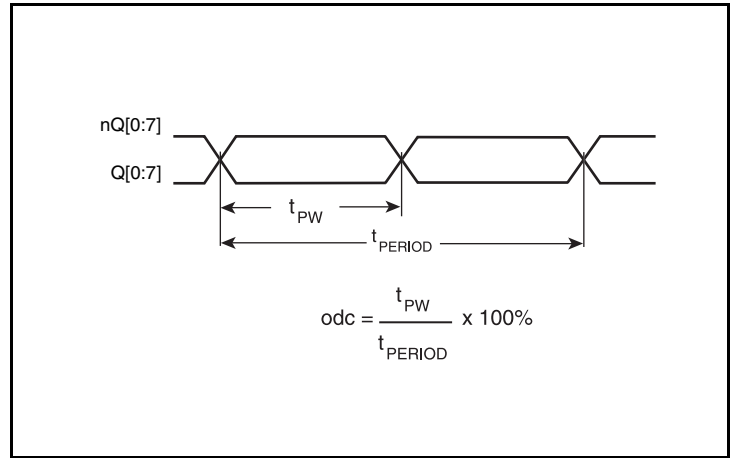 nQ[0:7]
Q[0:7]
tPW
tPERIOD
odc = tPW / tPERIOD x 100%